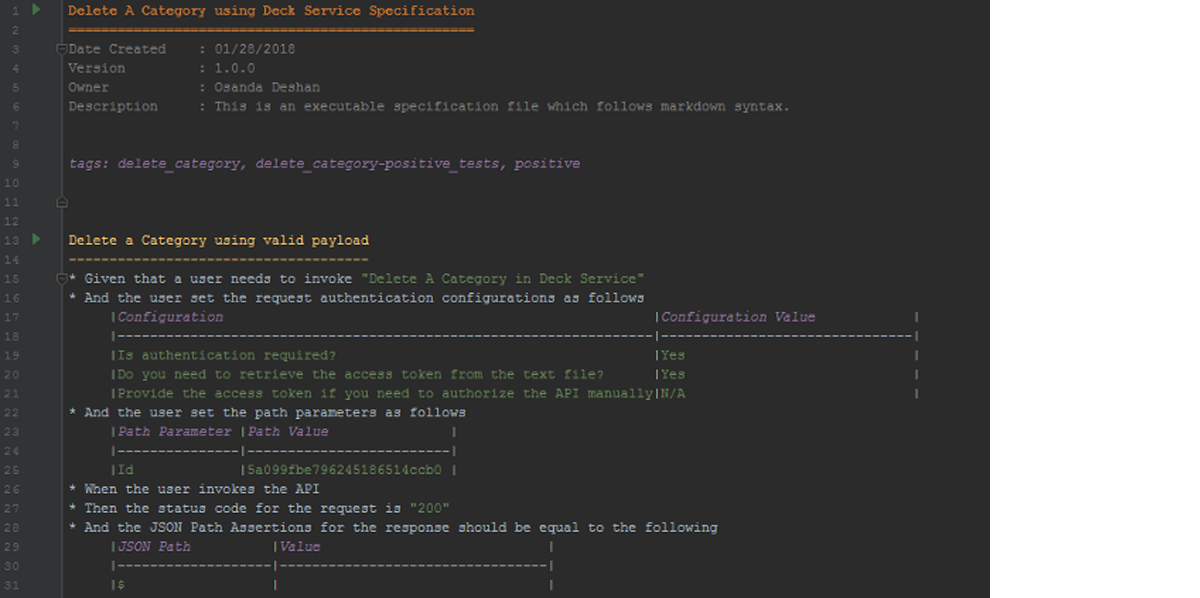 1 Delete A Category using Deck Service Specification
2 ==================================================
3 Date Created    : 01/28/2018
4 Version         : 1.0.0
5 Owner           : Osanda Deshan
6 Description     : This is an executable specification file which follows markdown syntax.
7
8
9 tags: delete_category, delete_category-positive_tests, positive
10
11
12
13 Delete a Category using valid payload
14 -------------------------------------
15 * Given that a user needs to invoke "Delete A Category in Deck Service"
16 * And the user set the request authentication configurations as follows
17      |Configuration                                                     |Configuration Value            |
18      |------------------------------------------------------------------|-------------------------------|
19      |Is authentication required?                                       |Yes                            |
20      |Do you need to retrieve the access token from the text file?      |Yes                            |
21      |Provide the access token if you need to authorize the API manually|N/A                            |
22 * And the user set the path parameters as follows
23      |Path Parameter |Path Value               |
24      |---------------|-------------------------|
25      |Id             |5a099fbe796245186514ccb0 |
26 * When the user invokes the API
27 * Then the status code for the request is "200"
28 * And the JSON Path Assertions for the response should be equal to the following
29      |JSON Path          |Value                            |
30      |-------------------|---------------------------------|
31      |$                  |                                 |